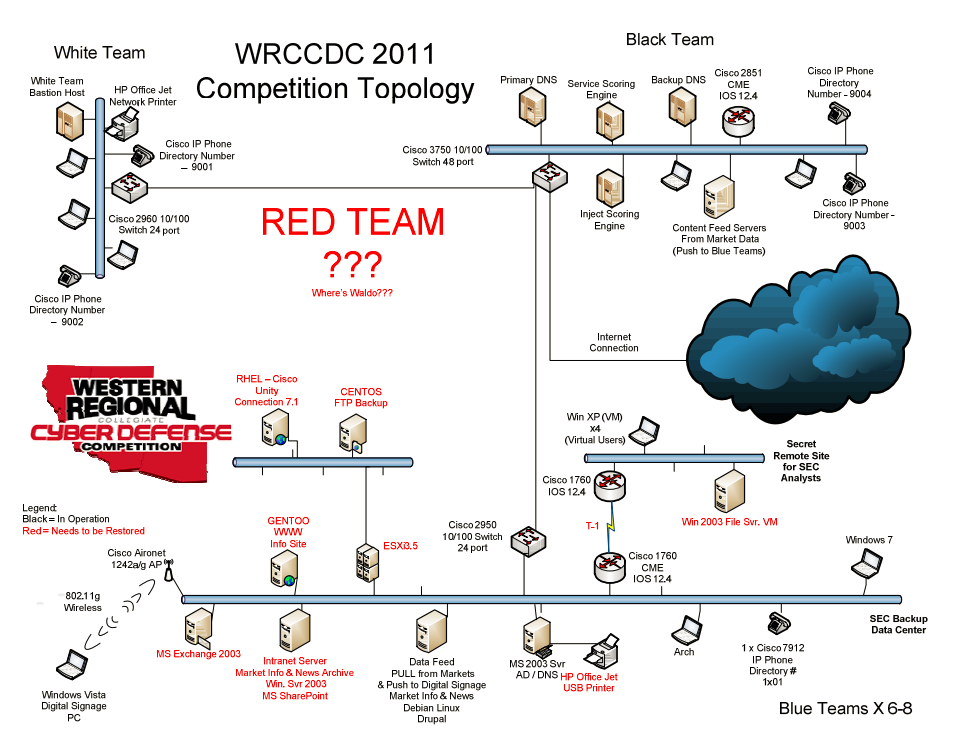 White Team
WRCCDC 2011
Competition Topology
Black Team
White Team
Bastion Host
HP Office Jet
Network Printer
Cisco IP Phone
Directory Number
– 9001
Cisco 2960 10/100
Switch 24 port
Cisco IP Phone
Directory Number
– 9002
Primary DNS
Service Scoring
Engine
Backup DNS
Cisco 2851
CME
IOS 12.4
Cisco IP Phone
Directory
Number - 9004
Cisco 3750 10/100
Switch 48 port
Inject Scoring
Engine
Content Feed Servers
From Market Data
(Push to Blue Teams)
Cisco IP Phone
Directory Number -
9003
RED TEAM
???
Where's Waldo???
Internet
Connection
WESTERN
REGIONAL
COLLEGIATE
CYBER DEFENSE
COMPETITION
RHEL – Cisco
Unity
Connection 7.1
CENTOS
FTP Backup
Win XP (VM)
x4
(Virtual Users)
Secret
Remote Site
for SEC
Analysts
Cisco 1760
IOS 12.4
Win 2003 File Svr. VM
T-1
Legend:
Black = In Operation
Red = Needs to be Restored
GENTOO
WWW
Info Site
ESXi3.5
Cisco 2950
10/100 Switch
24 port
Cisco 1760
CME
IOS 12.4
Windows 7
Cisco Aironet
1242a/g AP
802.11g
Wireless
SEC Backup
Data Center
MS Exchange 2003
Intranet Server
Market Info & News Archive
Win. Svr 2003
MS SharePoint
Data Feed
PULL from Markets
& Push to Digital Signage
Market Info & News
Debian Linux
Drupal
MS 2003 Svr
AD / DNS
HP Office Jet
USB Printer
Arch
1 x Cisco 7912
IP Phone
Directory #
1x01
Windows Vista
Digital Signage
PC
Blue Teams X 6-8